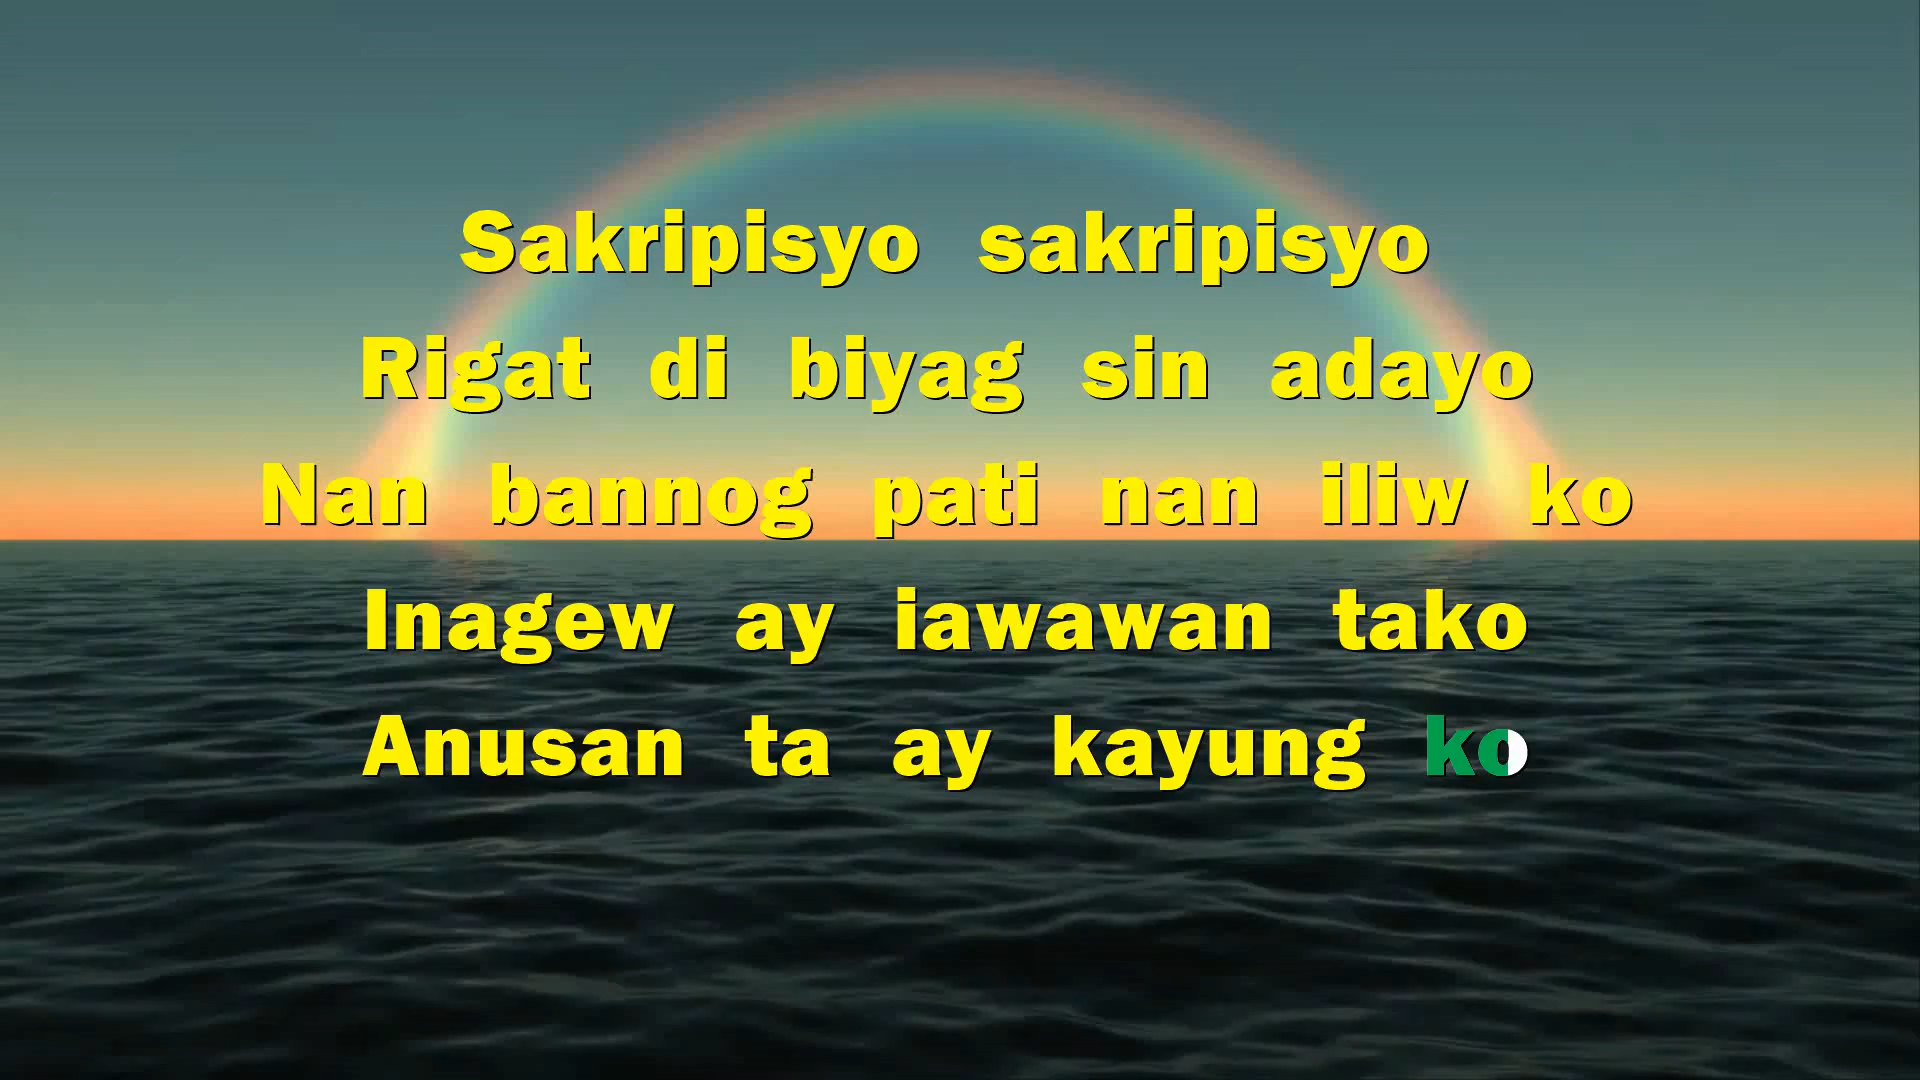 Sakripisyo sakripisyo
Rigat di biyag sin adayo
Nan bannog pati nan iliw ko
Inagew ay iawawan tako
Anusan ta ay kayung ko